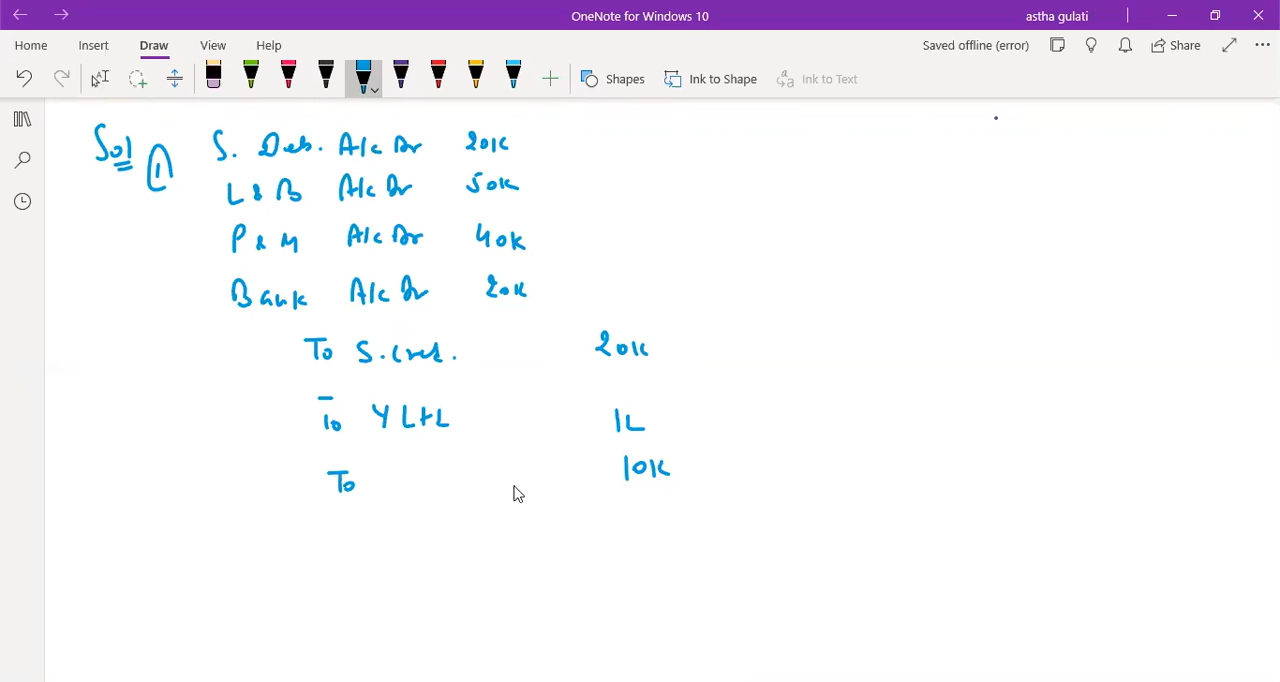 OneNote for Windows 10
astha gulati
Home Insert Draw View Help
Saved offline (error) Share
Shapes Ink to Shape Ink to Text
Sol ① S. Deb. A/c Dr 20K
L & B A/c Dr 50K
P & M A/c Dr 40K
Bank A/c Dr 20K
To S. Cred. 20K
To Y Ltd 1L
To 10K